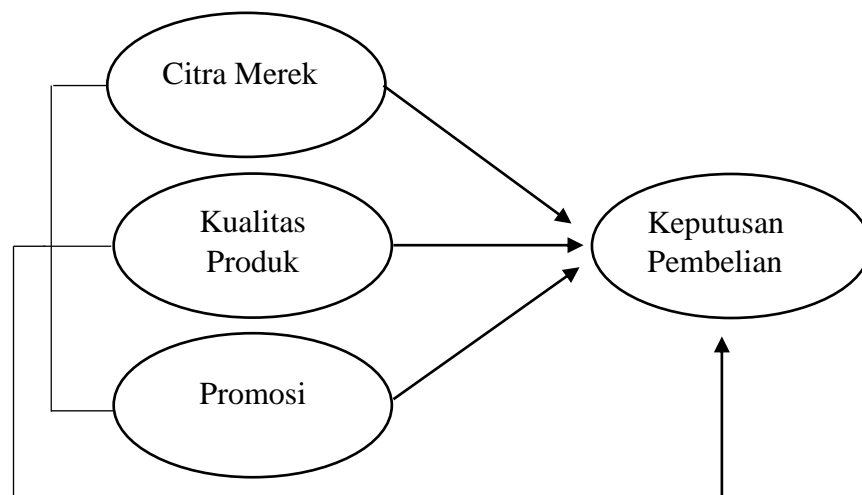 Citra Merek
Kualitas
Produk
Keputusan
Pembelian
Promosi